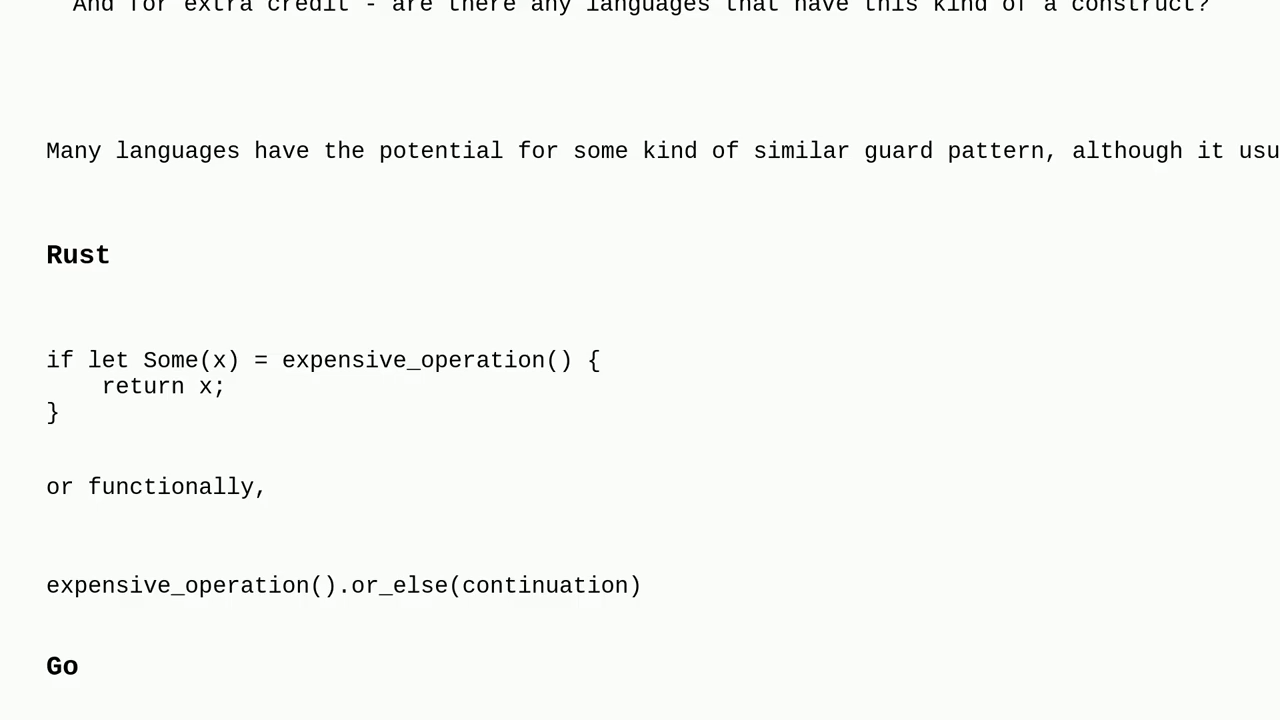 And for extra credit - are there any languages that have this kind of a construct?
Many languages have the potential for some kind of similar guard pattern, although it
Rust
if let Some(x) = expensive_operation() {
    return x;
}
or functionally,
expensive_operation().or_else(continuation)
Go